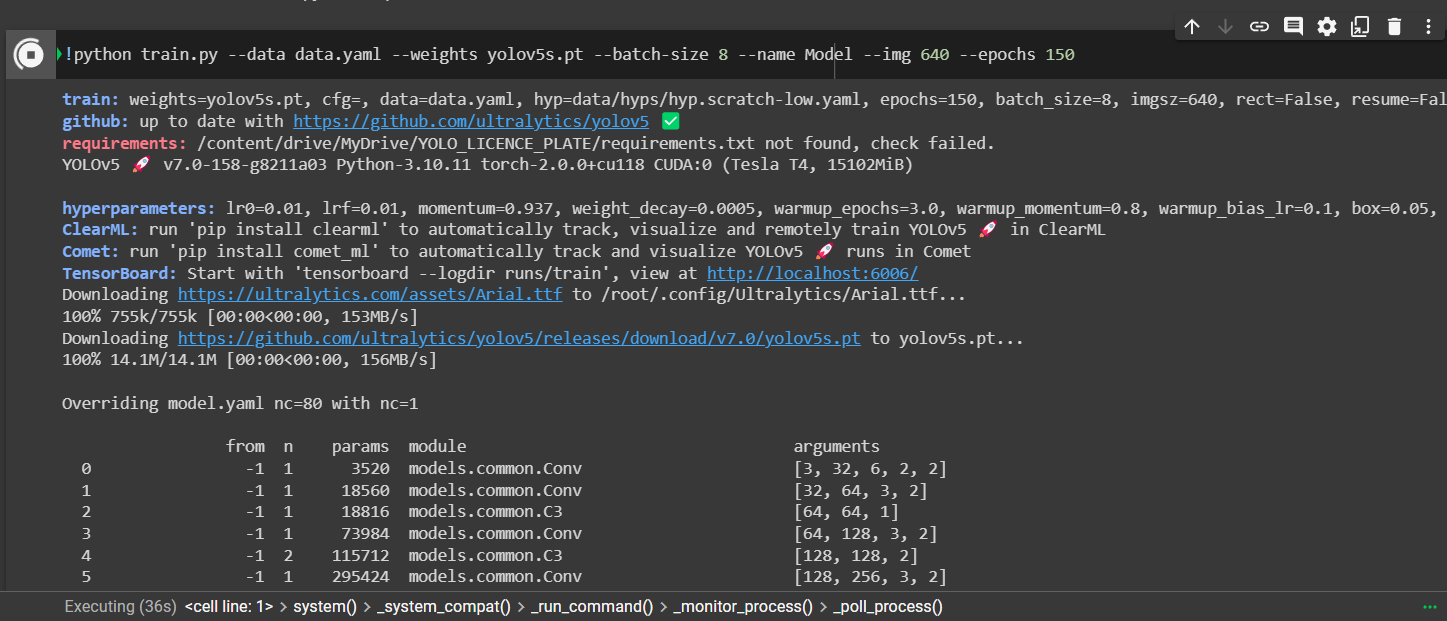 !python train.py --data data.yaml --weights yolov5s.pt --batch-size 8 --name Model --img 640 --epochs 150
train: weights=yolov5s.pt, cfg=, data=data.yaml, hyp=data/hyps/hyp.scratch-low.yaml, epochs=150, batch_size=8, imgsz=640, rect=False, resume=Fal
github: up to date with https://github.com/ultralytics/yolov5 ✅
requirements: /content/drive/MyDrive/YOLO_LICENCE_PLATE/requirements.txt not found, check failed.
YOLOv5 🚀 v7.0-158-g8211a03 Python-3.10.11 torch-2.0.0+cu118 CUDA:0 (Tesla T4, 15102MiB)
hyperparameters: lr0=0.01, lrf=0.01, momentum=0.937, weight_decay=0.0005, warmup_epochs=3.0, warmup_momentum=0.8, warmup_bias_lr=0.1, box=0.05,
ClearML: run 'pip install clearml' to automatically track, visualize and remotely train YOLOv5 🚀 in ClearML
Comet: run 'pip install comet_ml' to automatically track and visualize YOLOv5 🚀 runs in Comet
TensorBoard: Start with 'tensorboard --logdir runs/train', view at http://localhost:6006/
Downloading https://ultralytics.com/assets/Arial.ttf to /root/.config/Ultralytics/Arial.ttf...
100% 755k/755k [00:00<00:00, 153MB/s]
Downloading https://github.com/ultralytics/yolov5/releases/download/v7.0/yolov5s.pt to yolov5s.pt...
100% 14.1M/14.1M [00:00<00:00, 156MB/s]
Overriding model.yaml nc=80 with nc=1
from n params module arguments
0 -1 1 3520 models.common.Conv [3, 32, 6, 2, 2]
1 -1 1 18560 models.common.Conv [32, 64, 3, 2]
2 -1 1 18816 models.common.C3 [64, 64, 1]
3 -1 1 73984 models.common.Conv [64, 128, 3, 2]
4 -1 2 115712 models.common.C3 [128, 128, 2]
5 -1 1 295424 models.common.Conv [128, 256, 3, 2]
Executing (36s) <cell line: 1> > system() > _system_compat() > _run_command() > _monitor_process() > _poll_process()